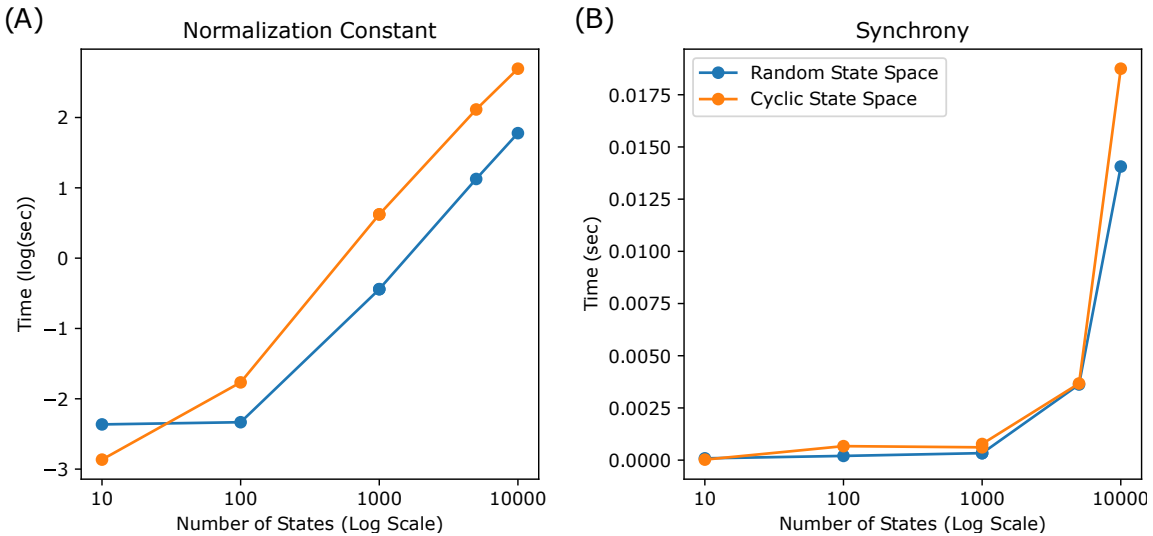 (A)
Normalization Constant
Time (log(sec))
2
1
0
−1
−2
−3
10
100
1000
10000
Number of States (Log Scale)
(B)
Synchrony
Random State Space
Cyclic State Space
Time (sec)
0.0175
0.0150
0.0125
0.0100
0.0075
0.0050
0.0025
0.0000
10
100
1000
10000
Number of States (Log Scale)